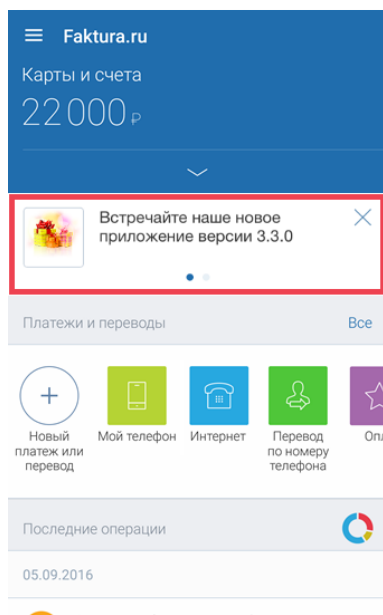 Faktura.ru
Карты и счета
22 000 ₽
Встречайте наше новое
приложение версии 3.3.0
Платежи и переводы
Все
Новый
платеж или
перевод
Мой телефон
Интернет
Перевод
по номеру
телефона
Последние операции
05.09.2016